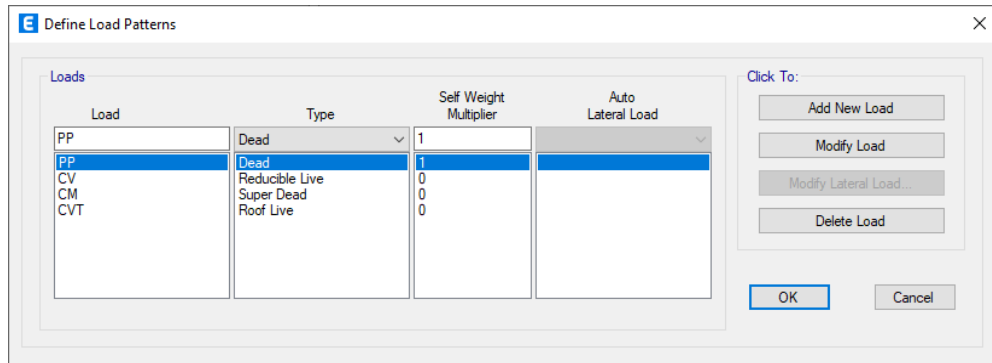 E Define Load Patterns
Loads
Click To:
Load Type Self Weight Multiplier Auto Lateral Load
PP Dead 1
PP Dead 1
CV Reducible Live 0
CM Super Dead 0
CVT Roof Live 0
Add New Load
Modify Load
Modify Lateral Load...
Delete Load
OK Cancel